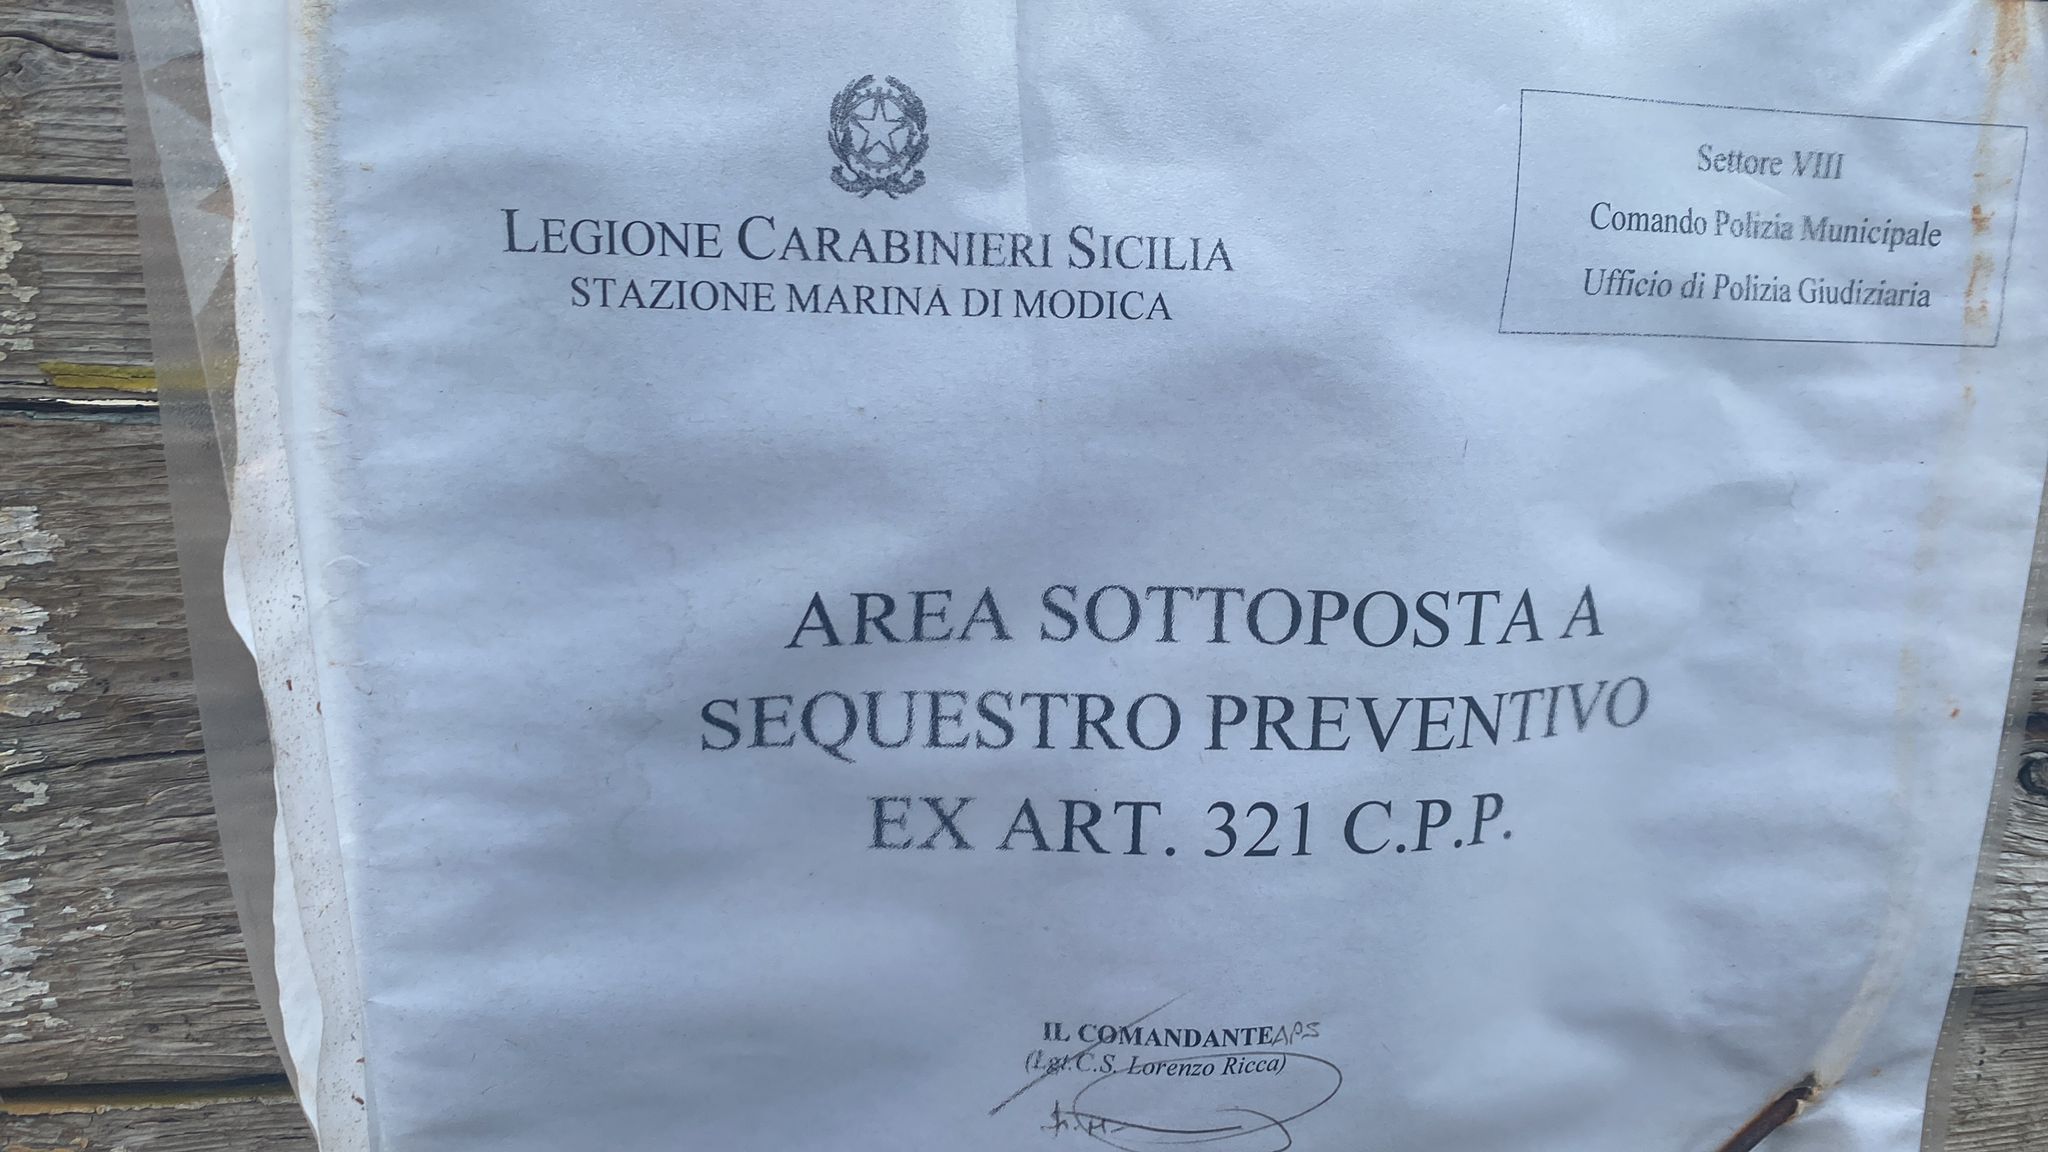 LEGIONE CARABINIERI SICILIA
STAZIONE MARINA DI MODICA
Settore VIII
Comando Polizia Municipale
Ufficio di Polizia Giudiziaria
AREA SOTTOPOSTA A
SEQUESTRO PREVENTIVO
EX ART. 321 C.P.P.
IL COMANDANTE APS
(Lgt.C.S. Lorenzo Ricca)